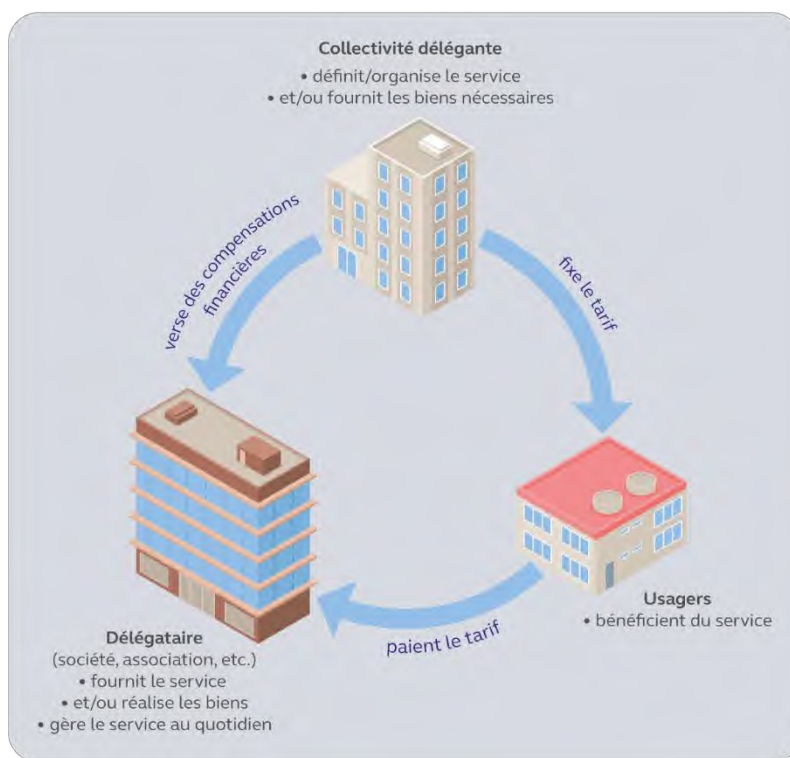 Collectivité délégante
• définit/organise le service
• et/ou fournit les biens nécessaires
verse des compensations
financières
fixe le tarif
Usagers
• bénéficient du service
paient le tarif
Délégataire
(société, association, etc.)
• fournit le service
• et/ou réalise les biens
• gère le service au quotidien